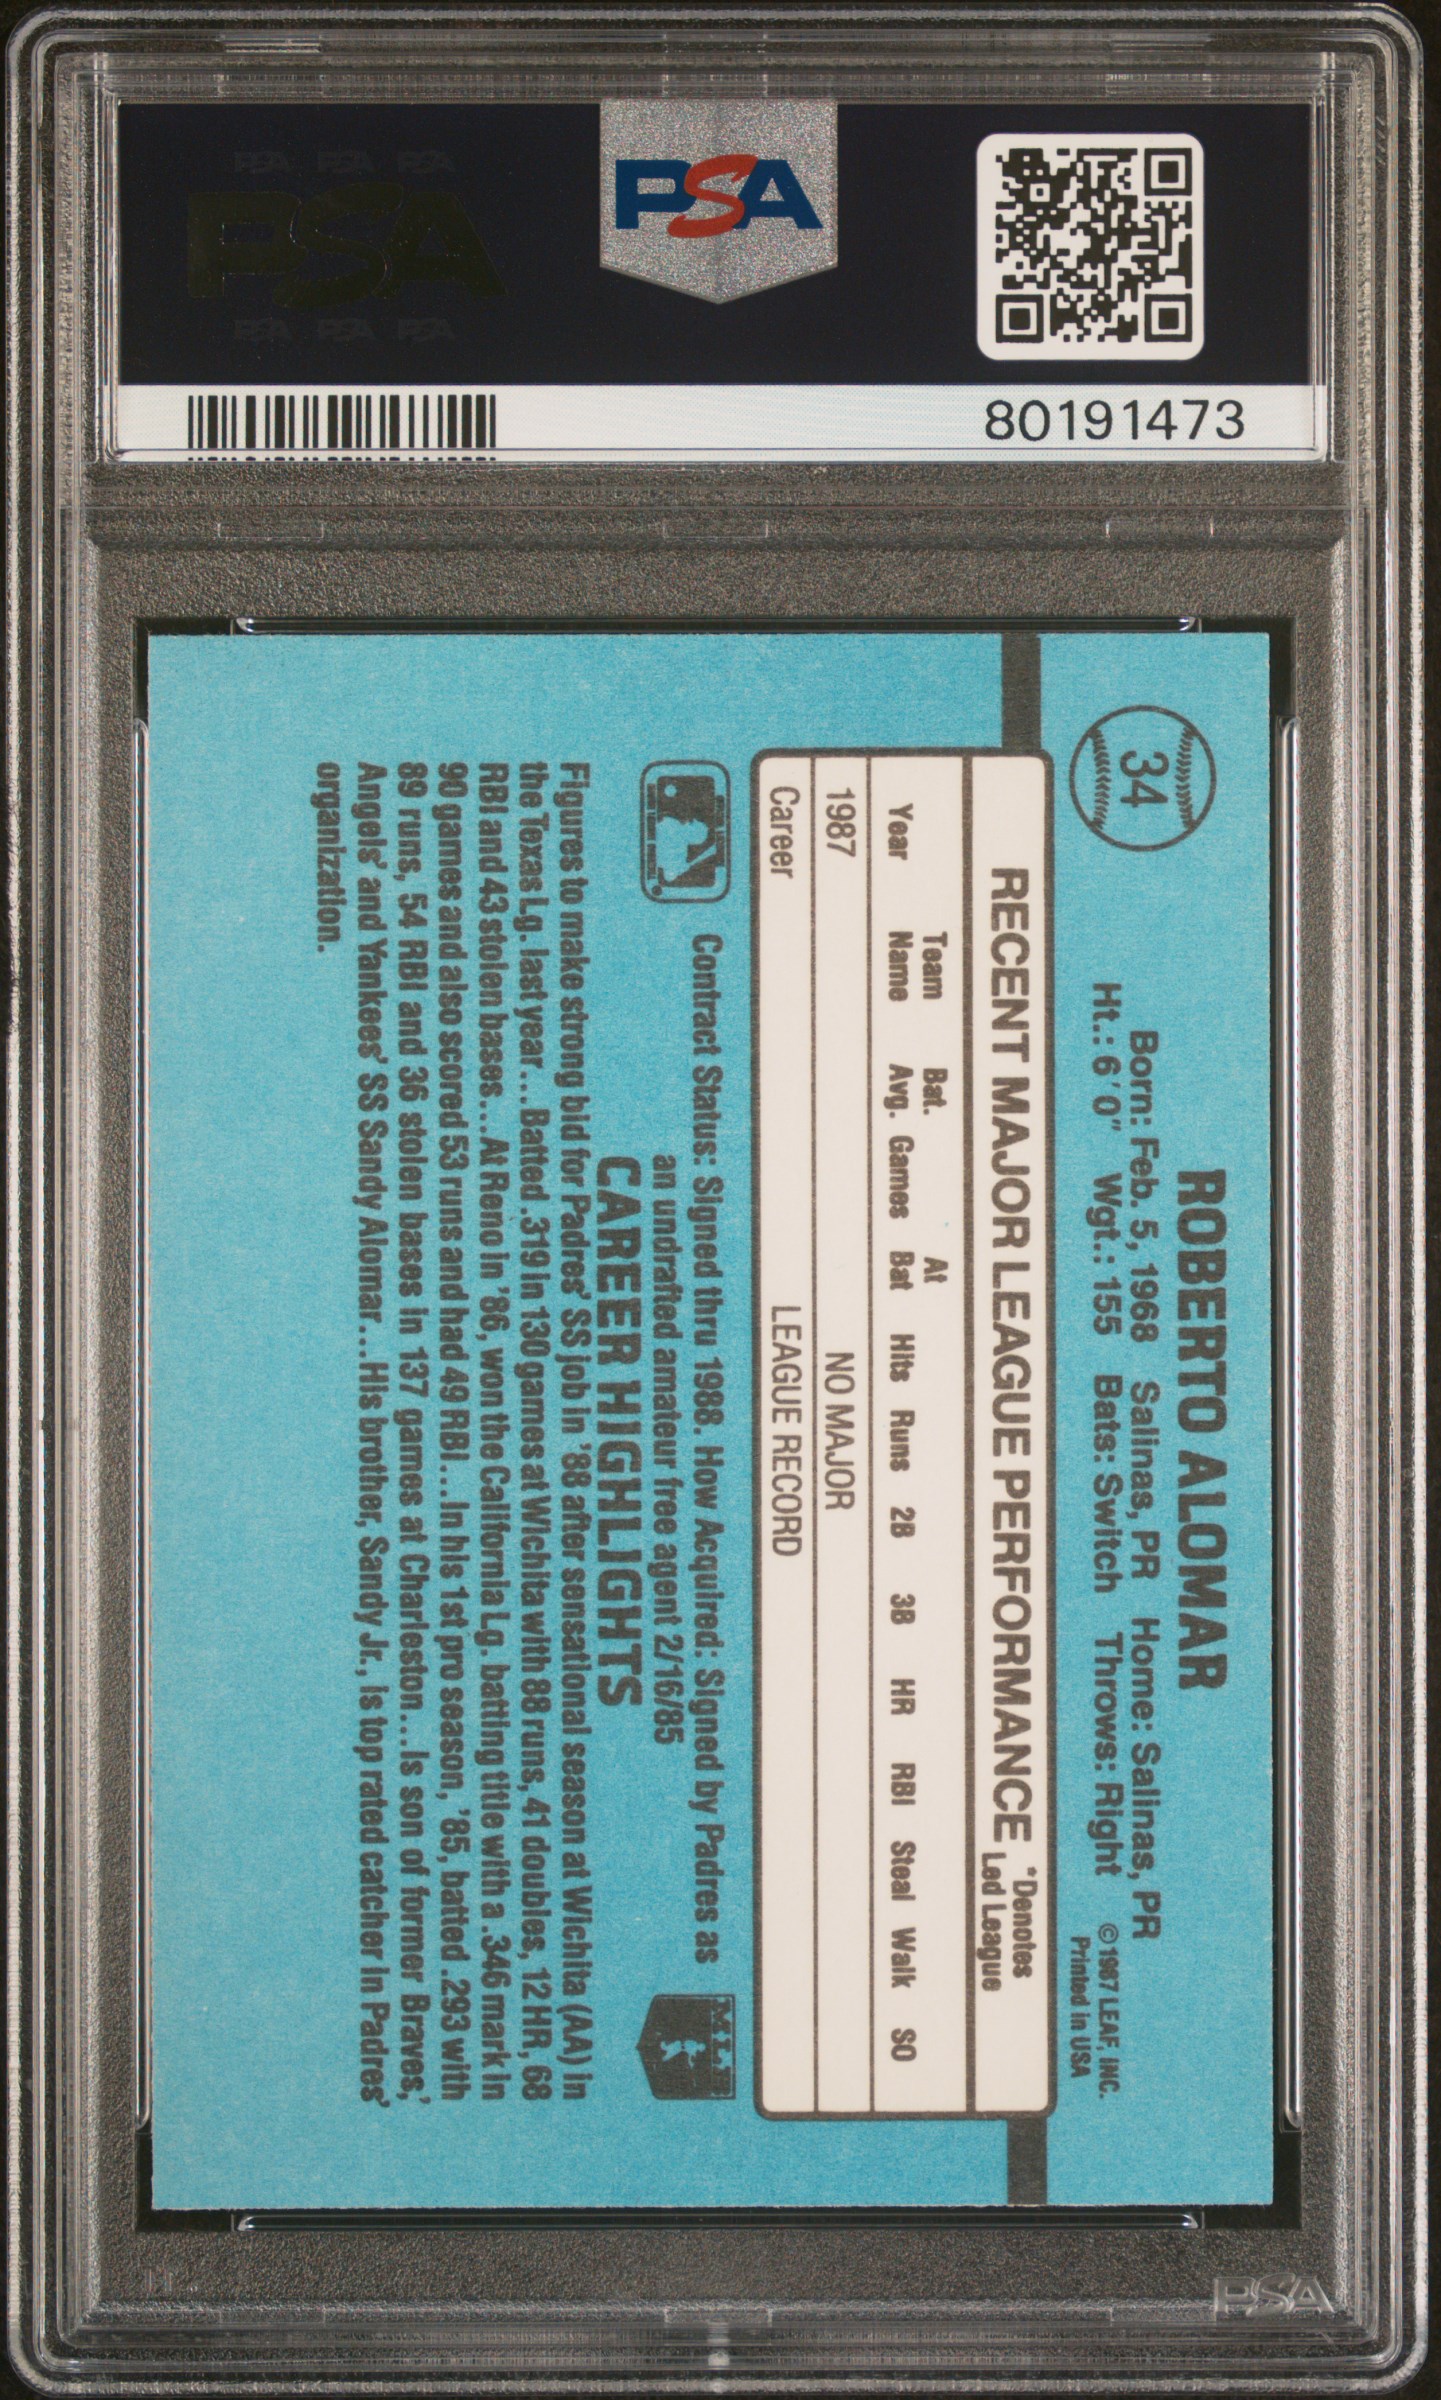 PSA PSA PSA
PSA
PSA PSA PSA
PSA
80191473
34
ROBERTO ALOMAR
Born: Feb. 5, 1968 Salinas, PR Home: Salinas, PR
Ht.: 6'0" Wgt.: 155 Bats: Switch Throws: Right
©1987 LEAF, INC.
Printed in USA
RECENT MAJOR LEAGUE PERFORMANCE
*Denotes
Led League
Team Bat. At
Year Name Avg. Games Bat Hits Runs 2B 3B HR RBI Steal Walk SO
1987 NO MAJOR
Career LEAGUE RECORD
Contract Status: Signed thru 1988. How Acquired: Signed by Padres as
an undrafted amateur free agent 2/16/85
CAREER HIGHLIGHTS
Figures to make strong bid for Padres' SS job in '88 after sensational season at Wichita (AA) in
the Texas Lg. last year...Batted .319 in 130 games at Wichita with 88 runs, 41 doubles, 12 HR, 68
RBI and 43 stolen bases...At Reno in '86, won the California Lg. batting title with a .346 mark in
90 games and also scored 53 runs and had 49 RBI...In his 1st pro season, '85, batted .293 with
89 runs, 54 RBI and 36 stolen bases in 137 games at Charleston...Is son of former Braves,'
Angels' and Yankees' SS Sandy Alomar...His brother, Sandy Jr., is top rated catcher in Padres'
organization.
PSA